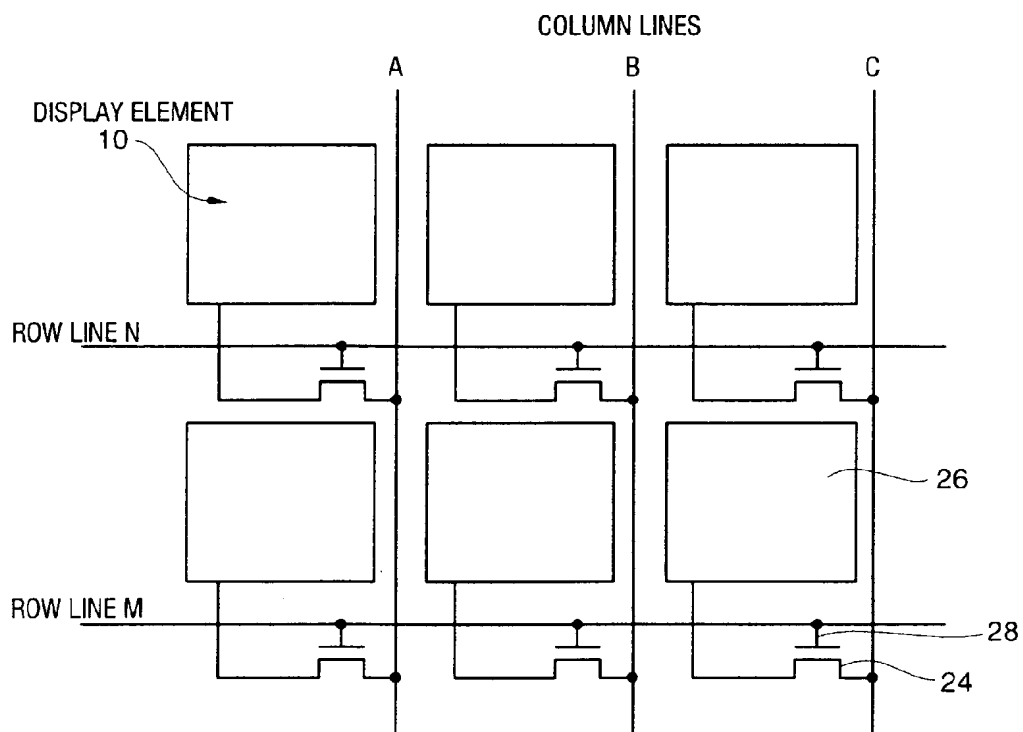 COLUMN LINES
A B C
DISPLAY ELEMENT
10
ROW LINE N
26
ROW LINE M
28
24